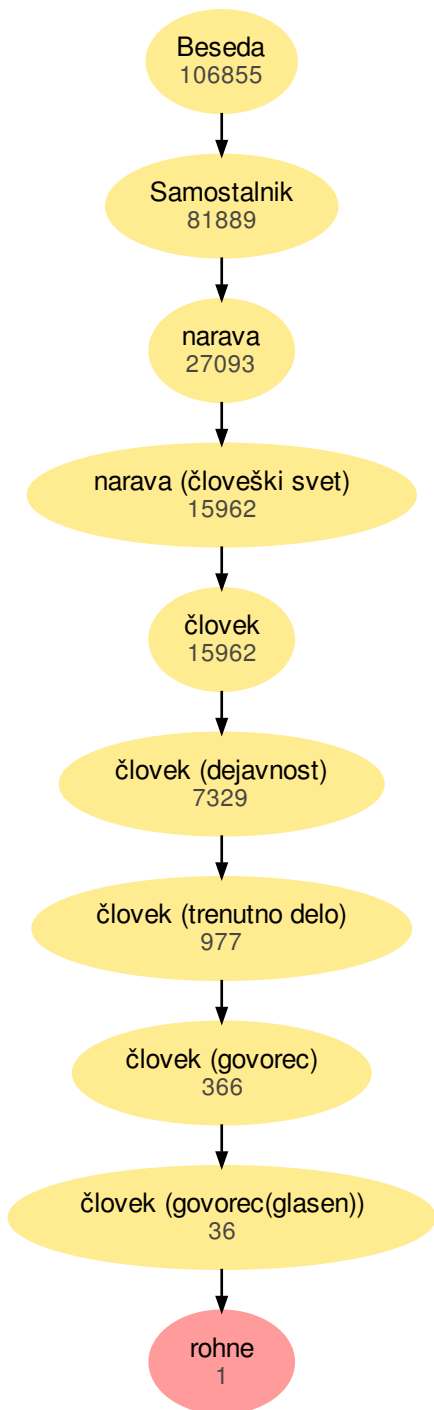 Beseda
106855
Samostalnik
81889
narava
27093
narava (človeški svet)
15962
človek
15962
človek (dejavnost)
7329
človek (trenutno delo)
977
človek (govorec)
366
človek (govorec(glasen))
36
rohne
1